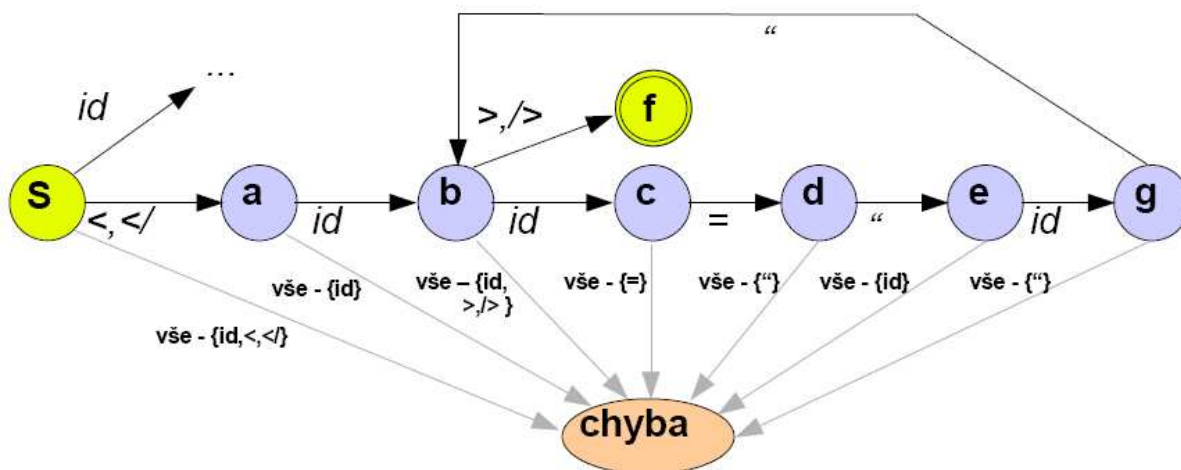 “
...
id
>,/>
f
S
a
b
c
d
e
g
<,</
id
id
=
“
id
vše - {id}
vše – {id,
>,/> }
vše - {=}
vše - {“}
vše - {id}
vše - {“}
vše - {id,<,</}
chyba